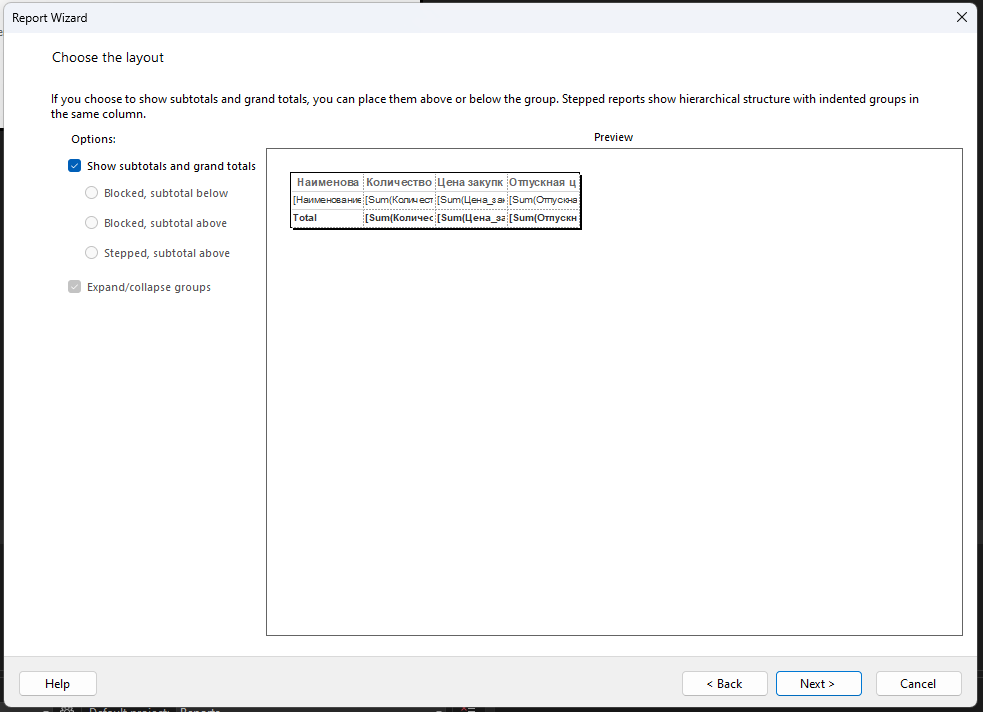 Report Wizard
Choose the layout
If you choose to show subtotals and grand totals, you can place them above or below the group. Stepped reports show hierarchical structure with indented groups in
the same column.
Options:
Preview
Show subtotals and grand totals
Blocked, subtotal below
Blocked, subtotal above
Stepped, subtotal above
Expand/collapse groups
Наименова Количество Цена закупк Отпускная ц
[Наименование [Sum(Количест [Sum(Цена_зак [Sum(Отпускна
Total [Sum(Количес [Sum(Цена_за [Sum(Отпускн
Help
< Back
Next >
Cancel
Default project: Reports